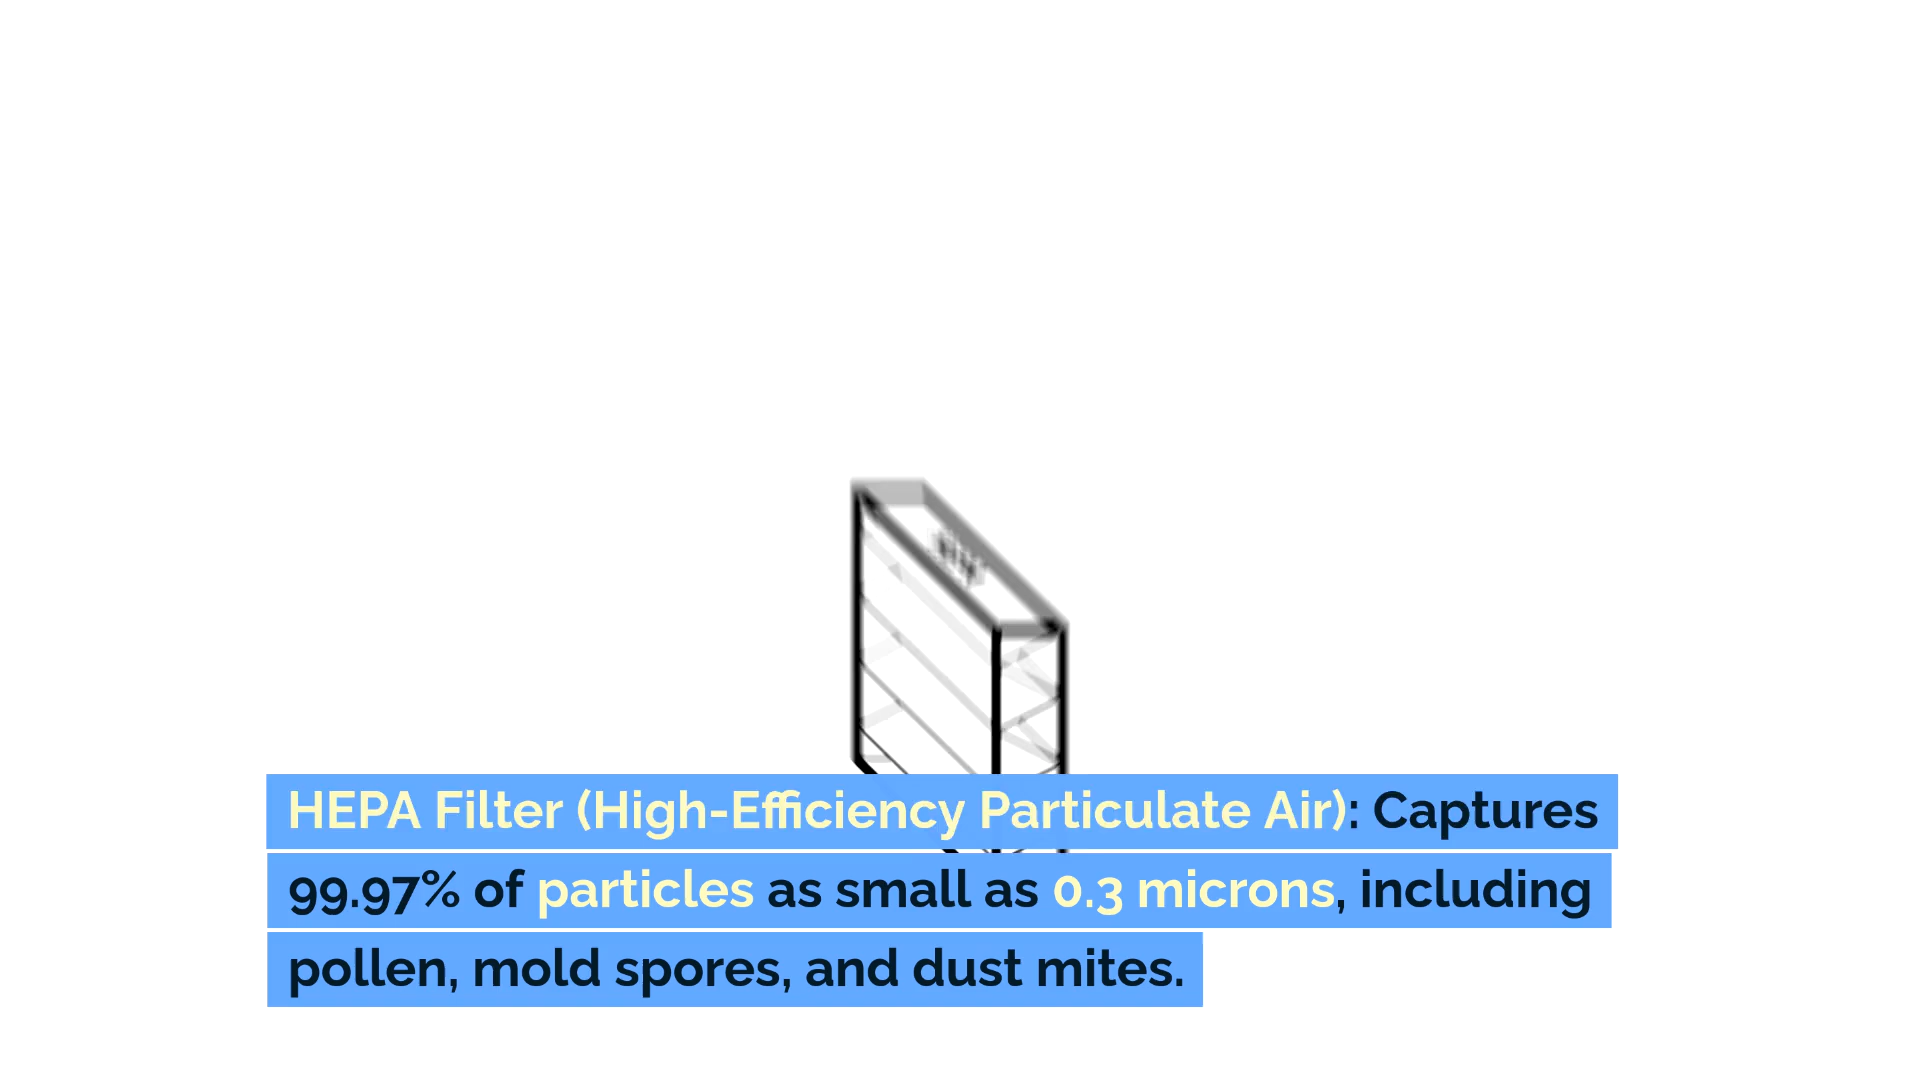 HEPA Filter (High-Efficiency Particulate Air): Captures
99.97% of particles as small as 0.3 microns, including
pollen, mold spores, and dust mites.